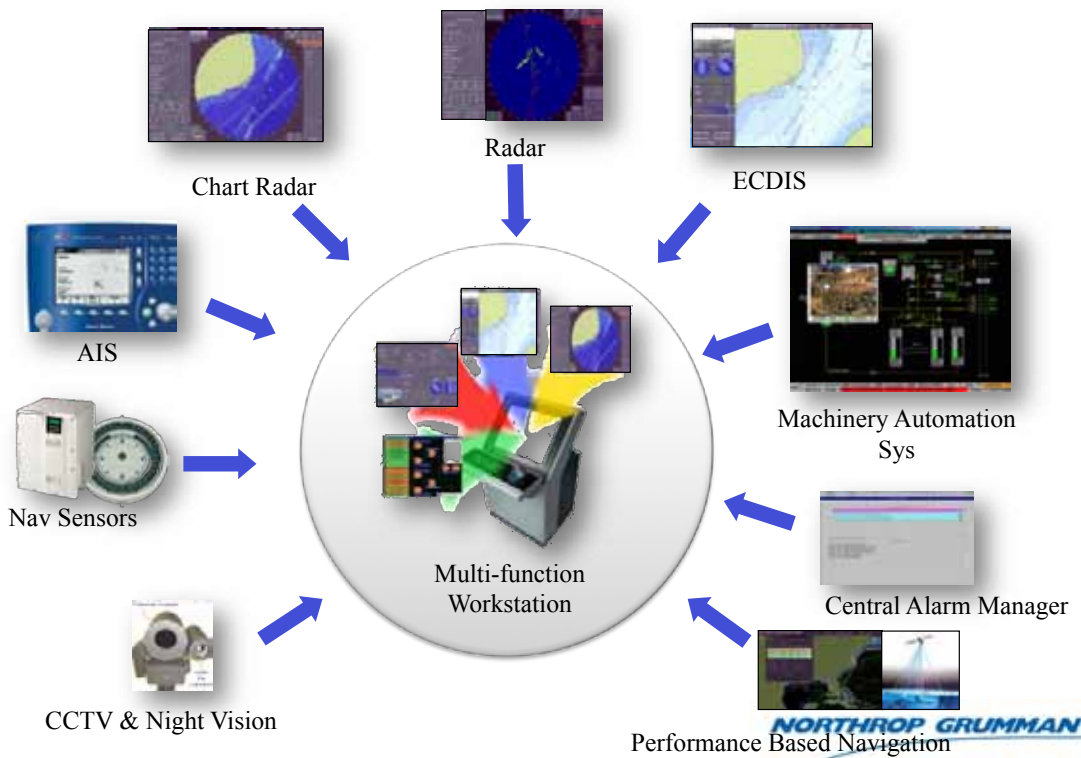 Chart Radar
Radar
ECDIS
AIS
Machinery Automation
Sys
Nav Sensors
Multi-function
Workstation
Central Alarm Manager
CCTV & Night Vision
NORTHROP GRUMMAN
Performance Based Navigation